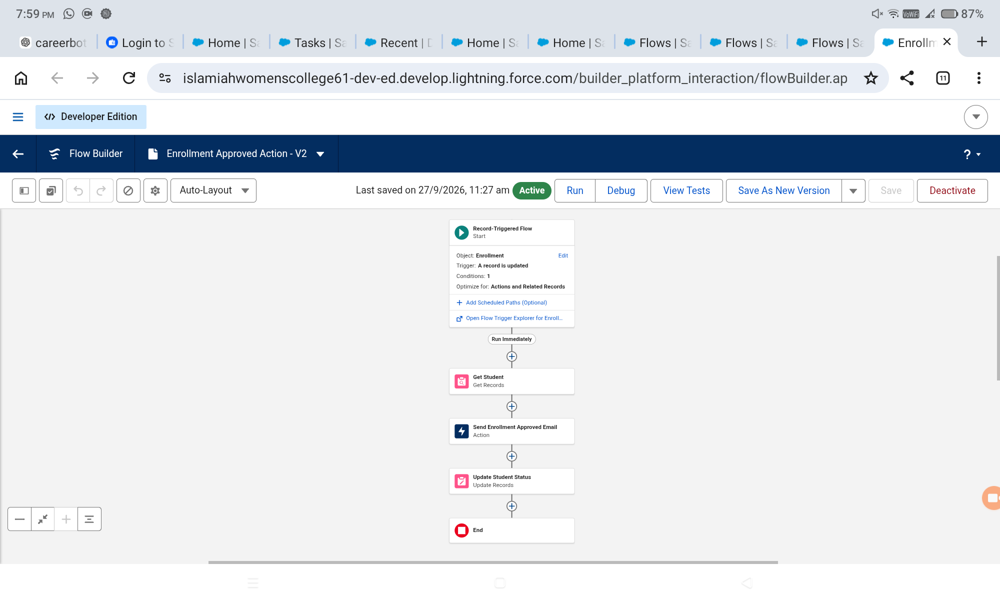 7:59 PM
VoWiFi
87%
careerbot
Login to S
Home | Sa
Tasks | Sa
Recent | D
Home | Sa
Home | Sa
Flows | Sa
Flows | Sa
Flows | Sa
Enrollm
islamiahwomenscollege61-dev-ed.develop.lightning.force.com/builder_platform_interaction/flowBuilder.ap
11
Developer Edition
Flow Builder
Enrollment Approved Action - V2
?
Auto-Layout
Last saved on 27/9/2026, 11:27 am
Active
Run
Debug
View Tests
Save As New Version
Save
Deactivate
Record-Triggered Flow
Start
Object: Enrollment
Edit
Trigger: A record is updated
Conditions: 1
Optimize for: Actions and Related Records
Add Scheduled Paths (Optional)
Open Flow Trigger Explorer for Enroll...
Run Immediately
Get Student
Get Records
Send Enrollment Approved Email
Action
Update Student Status
Update Records
End